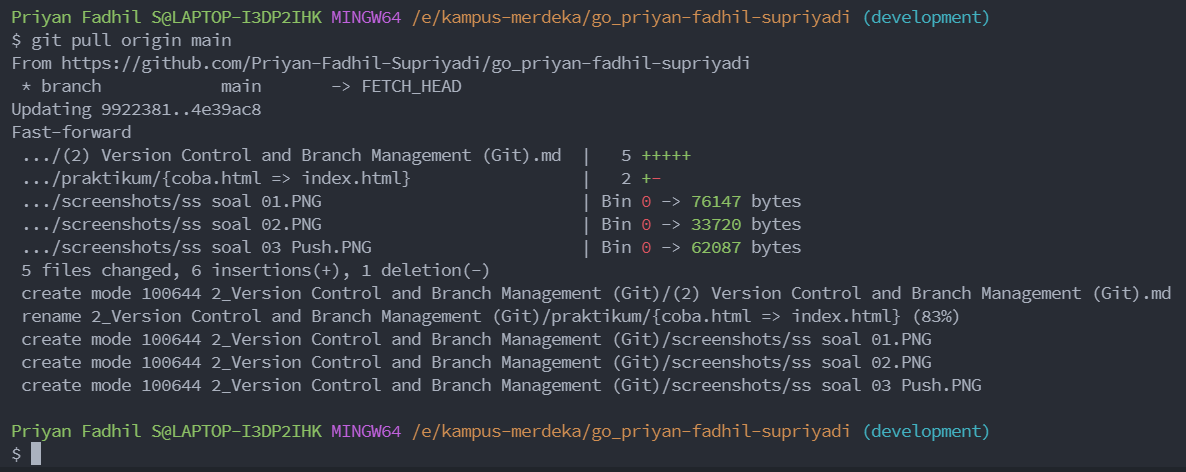 Priyan Fadhil S@LAPTOP-I3DP2IHK MINGW64 /e/kampus-merdeka/go_priyan-fadhil-supriyadi (development)
$ git pull origin main
From https://github.com/Priyan-Fadhil-Supriyadi/go_priyan-fadhil-supriyadi
 * branch            main       -> FETCH_HEAD
Updating 9922381..4e39ac8
Fast-forward
 .../(2) Version Control and Branch Management (Git).md  |   5 +++++
 .../praktikum/{coba.html => index.html}                 |   2 +-
 .../screenshots/ss soal 01.PNG                          | Bin 0 -> 76147 bytes
 .../screenshots/ss soal 02.PNG                          | Bin 0 -> 33720 bytes
 .../screenshots/ss soal 03 Push.PNG                     | Bin 0 -> 62087 bytes
 5 files changed, 6 insertions(+), 1 deletion(-)
 create mode 100644 2_Version Control and Branch Management (Git)/(2) Version Control and Branch Management (Git).md
 rename 2_Version Control and Branch Management (Git)/praktikum/{coba.html => index.html} (83%)
 create mode 100644 2_Version Control and Branch Management (Git)/screenshots/ss soal 01.PNG
 create mode 100644 2_Version Control and Branch Management (Git)/screenshots/ss soal 02.PNG
 create mode 100644 2_Version Control and Branch Management (Git)/screenshots/ss soal 03 Push.PNG
Priyan Fadhil S@LAPTOP-I3DP2IHK MINGW64 /e/kampus-merdeka/go_priyan-fadhil-supriyadi (development)
$